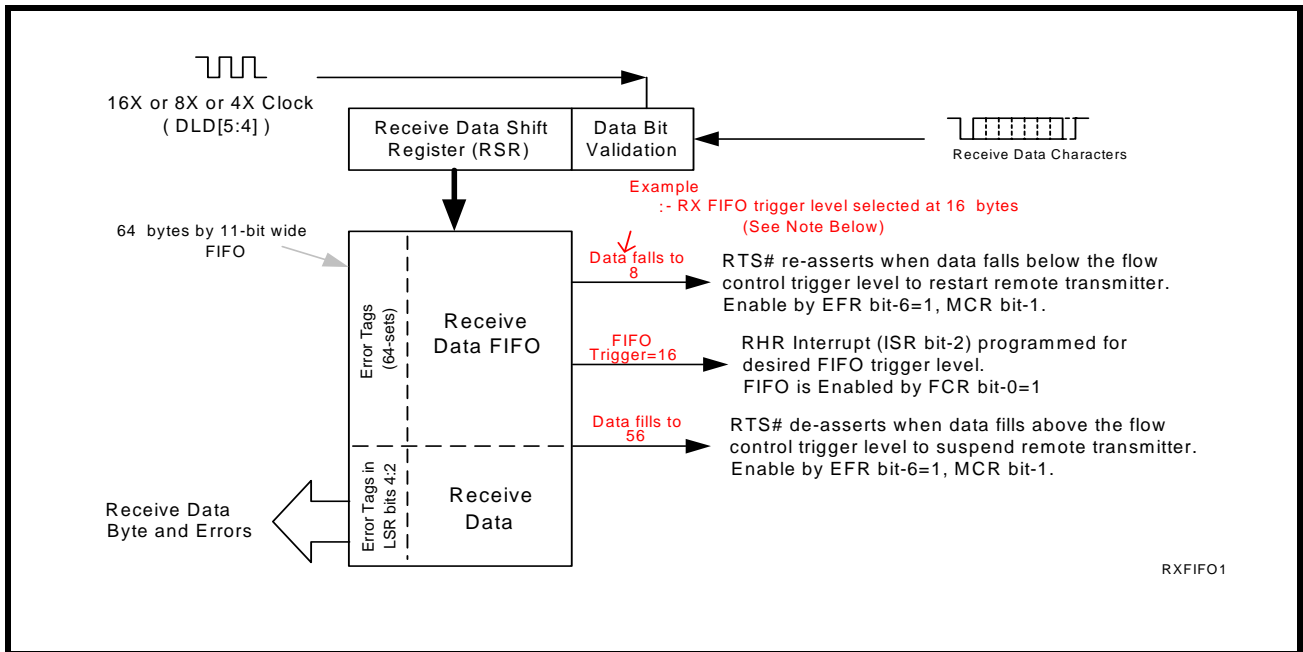 16X or 8X or 4X Clock
( DLD[5:4] )
Receive Data Shift
Register (RSR)
Data Bit
Validation
Receive Data Characters
Example
:- RX FIFO trigger level selected at 16 bytes
(See Note Below)
64 bytes by 11-bit wide
FIFO
Data falls to
8
RTS# re-asserts when data falls below the flow
control trigger level to restart remote transmitter.
Enable by EFR bit-6=1, MCR bit-1.
Error Tags
(64-sets)
Receive
Data FIFO
FIFO
Trigger=16
RHR Interrupt (ISR bit-2) programmed for
desired FIFO trigger level.
FIFO is Enabled by FCR bit-0=1
Data fills to
56
RTS# de-asserts when data fills above the flow
control trigger level to suspend remote transmitter.
Enable by EFR bit-6=1, MCR bit-1.
Receive Data
Byte and Errors
Error Tags in
LSR bits 4:2
Receive
Data
RXFIFO1